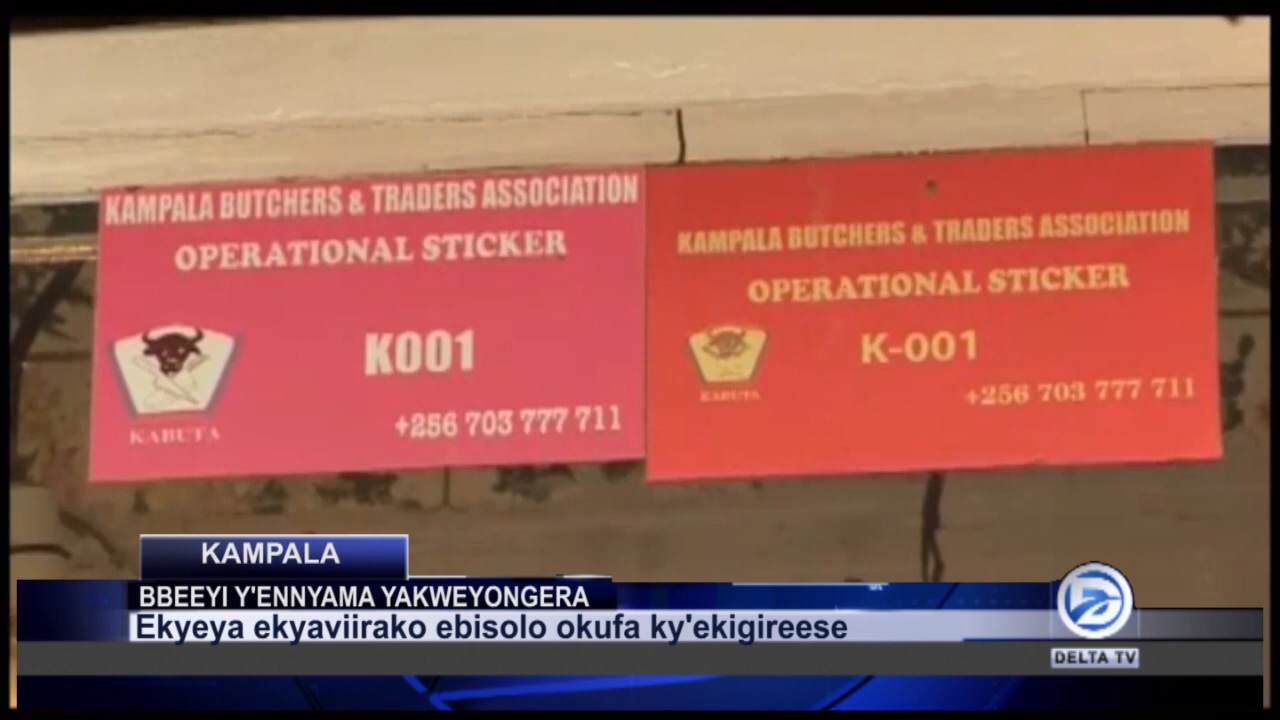 KAMPALA BUTCHERS & TRADERS ASSOCIATION
OPERATIONAL STICKER
K001
+256 703 777 711
KABUTA
KAMPALA BUTCHERS & TRADERS ASSOCIATION
OPERATIONAL STICKER
K-001
+256 703 777 711
KABUTA
KAMPALA
BBEEYI Y'ENNYAMA YAKWEYONGERA
Ekyeya ekyaviirako ebisolo okufa ky'ekigireese
DELTA TV